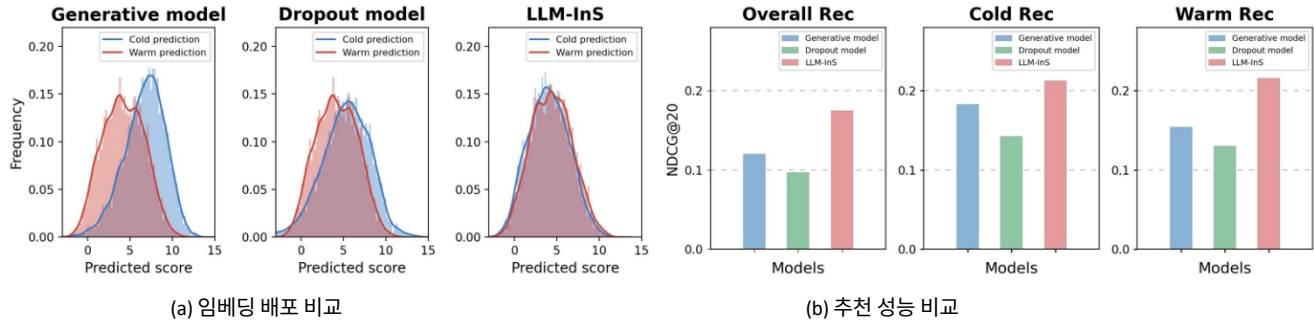 Generative model
Dropout model
LLM-InS
Overall Rec
Cold Rec
Warm Rec
Frequency
0.20
0.15
0.10
0.05
0.00
Cold prediction
Warm prediction
0
5
10
15
Predicted score
0.20
0.15
0.10
0.05
0.00
Cold prediction
Warm prediction
0
5
10
15
Predicted score
0.20
0.15
0.10
0.05
0.00
Cold prediction
Warm prediction
0
5
10
15
Predicted score
NDCG@20
0.2
0.1
0.0
Generative model
Dropout model
LLM-InS
Models
0.2
0.1
0.0
Generative model
Dropout model
LLM-InS
Models
0.2
0.1
0.0
Generative model
Dropout model
LLM-InS
Models
(a) 임베딩 배포 비교
(b) 추천 성능 비교